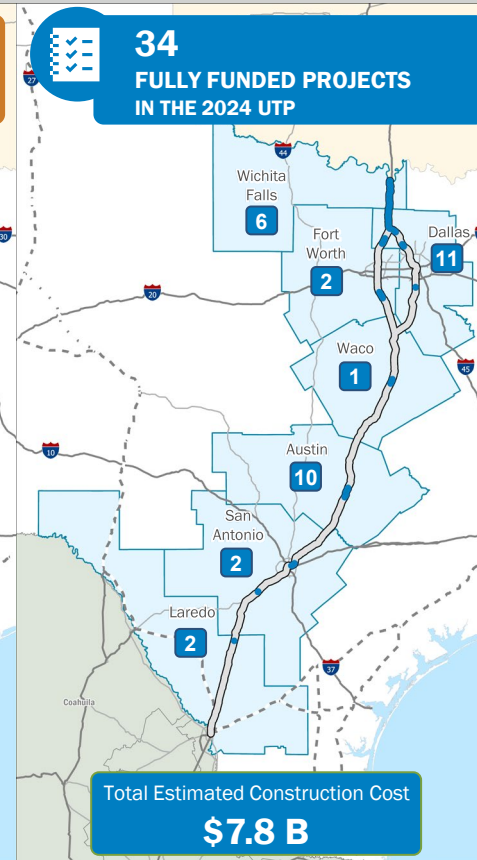 34
FULLY FUNDED PROJECTS
IN THE 2024 UTP
27
44
Wichita
Falls
6
Fort
Worth
2
Dallas
11
30
20
Waco
1
45
10
Austin
10
San
Antonio
2
Laredo
2
37
Coahuila
Total Estimated Construction Cost
$7.8 B